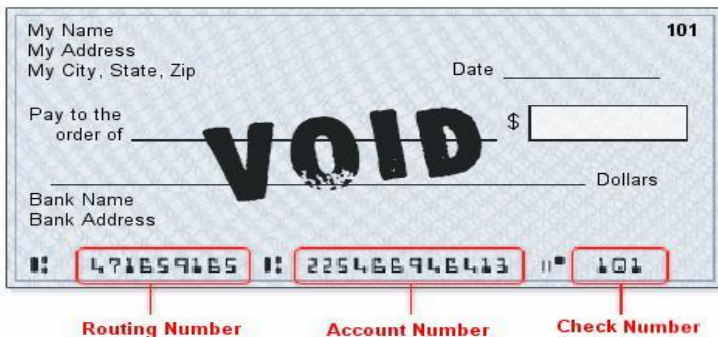 My Name 101
My Address
My City, State, Zip Date
Pay to the
order of $
VOID
Dollars
Bank Name
Bank Address
471659165 225466946413 101
Routing Number Account Number Check Number